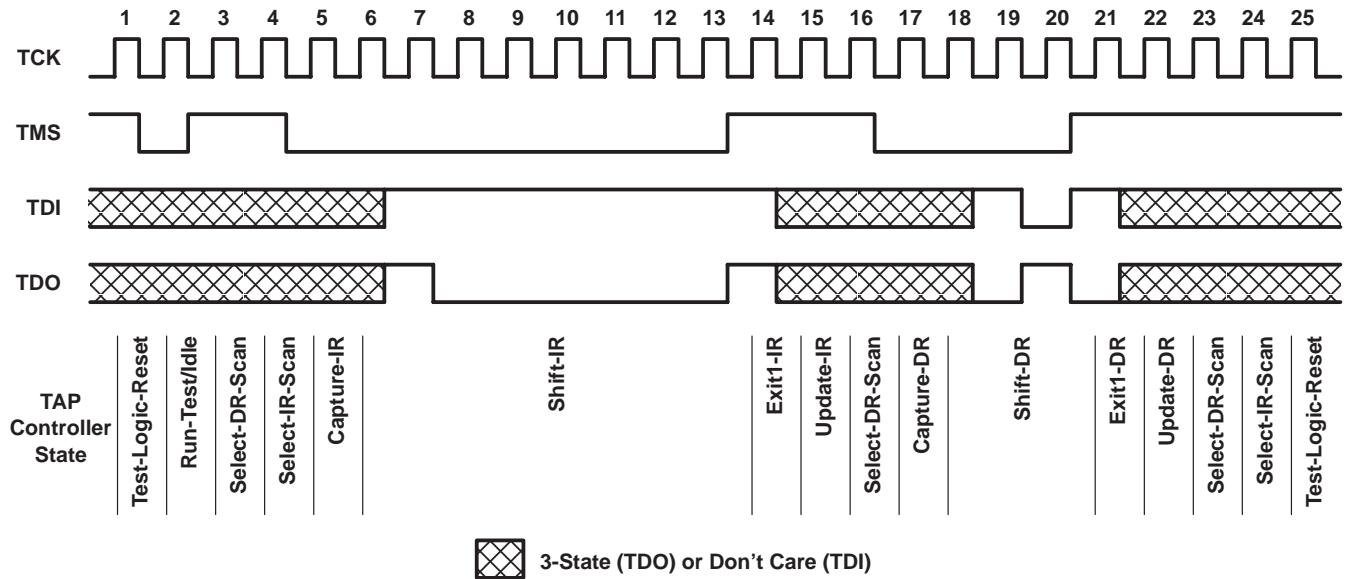 1 2 3 4 5 6 7 8 9 10 11 12 13 14 15 16 17 18 19 20 21 22 23 24 25
TCK
TMS
TDI
TDO
TAP
Controller
State
Test-Logic-Reset
Run-Test/Idle
Select-DR-Scan
Select-IR-Scan
Capture-IR
Shift-IR
Exit1-IR
Update-IR
Select-DR-Scan
Capture-DR
Shift-DR
Exit1-DR
Update-DR
Select-DR-Scan
Select-IR-Scan
Test-Logic-Reset
3-State (TDO) or Don't Care (TDI)